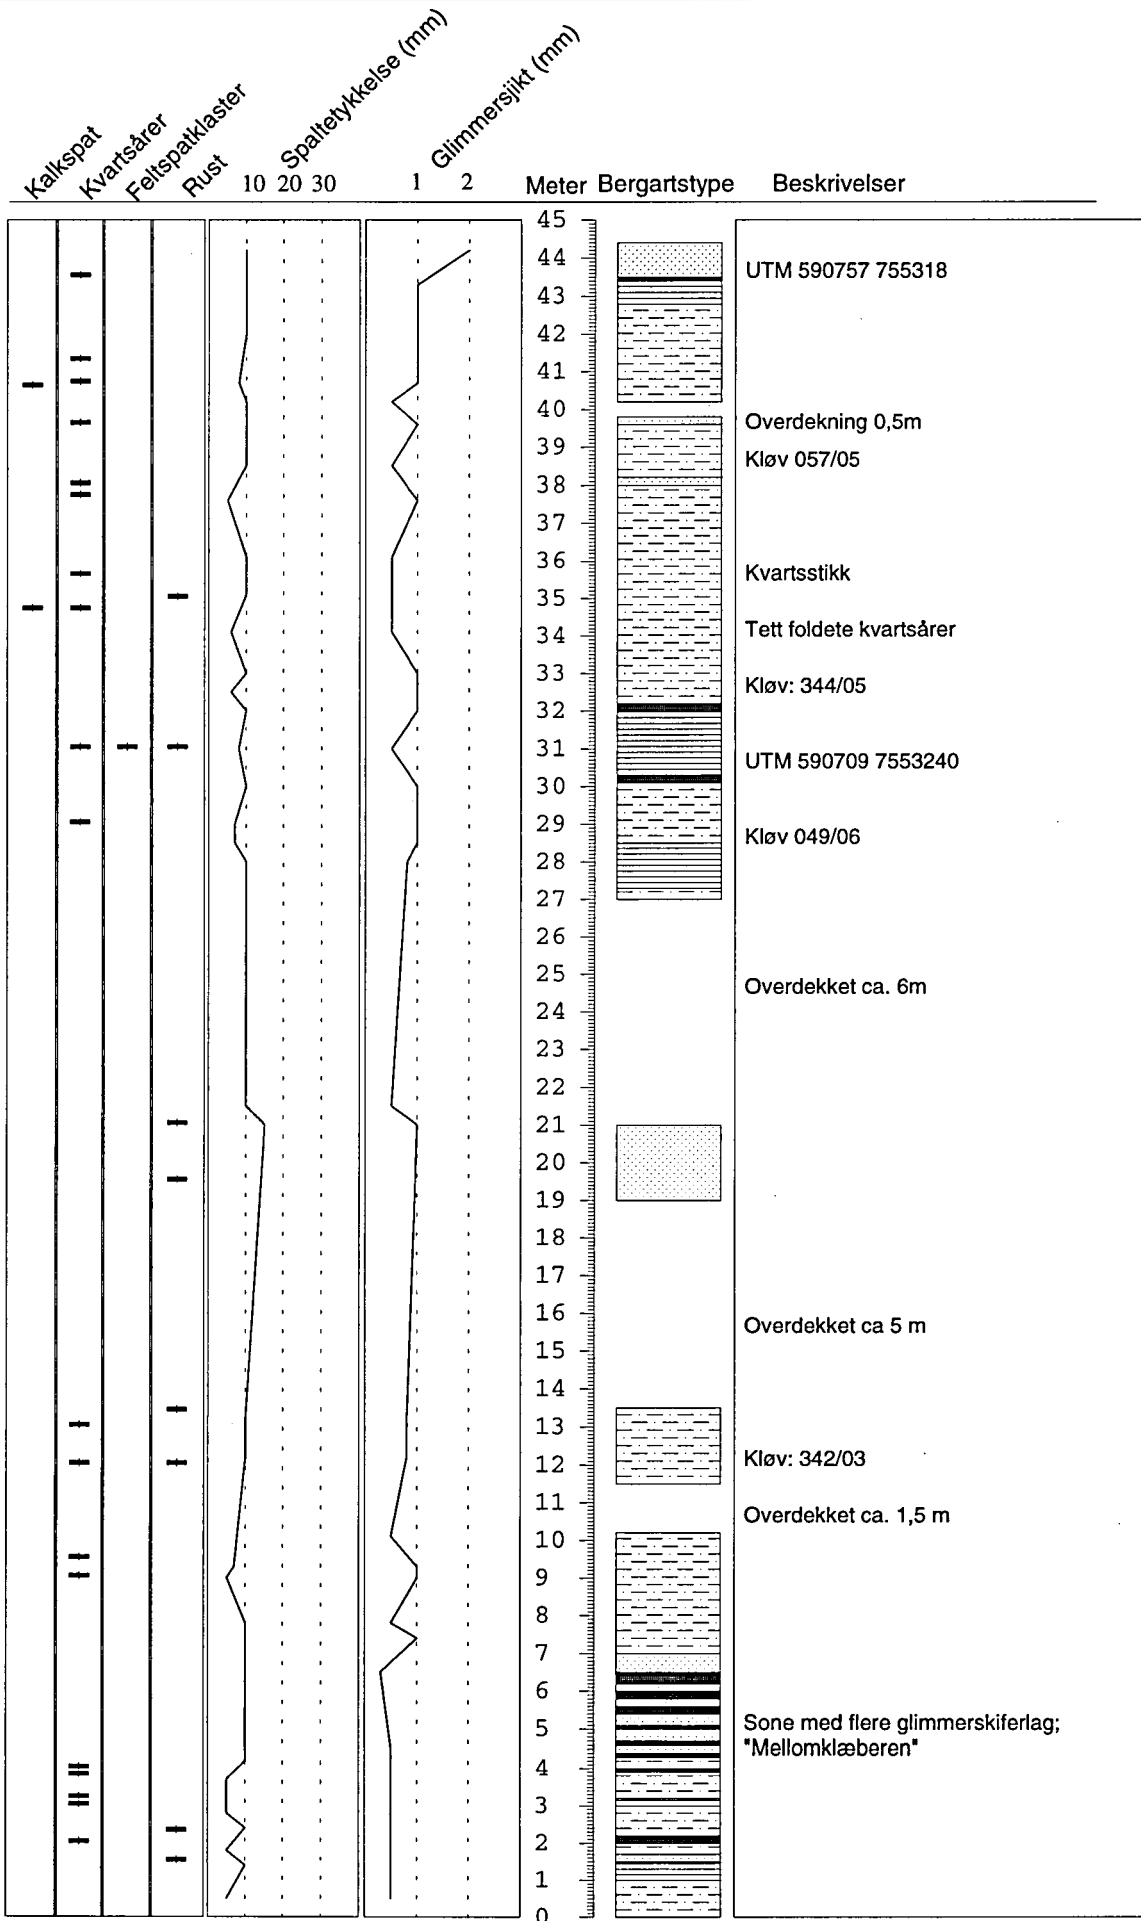 Kalkspat
Kvartsårer
Feltspatklaster
Rust
Spaltetykkelse (mm)
Glimmersjikt (mm)
10 20 30
1 2
Meter Bergartstype Beskrivelser
45
44
UTM 590757 755318
43
42
41
40
Overdekning 0,5m
39
Kløv 057/05
38
37
36
Kvartsstikk
35
34
Tett foldete kvartsårer
33
Kløv: 344/05
32
31
UTM 590709 7553240
30
29
Kløv 049/06
28
27
26
25
Overdekket ca. 6m
24
23
22
21
20
19
18
17
16
Overdekket ca 5 m
15
14
13
12
Kløv: 342/03
11
Overdekket ca. 1,5 m
10
9
8
7
6
5
Sone med flere glimmerskiferlag;
"Mellomklæberen"
4
3
2
1
0